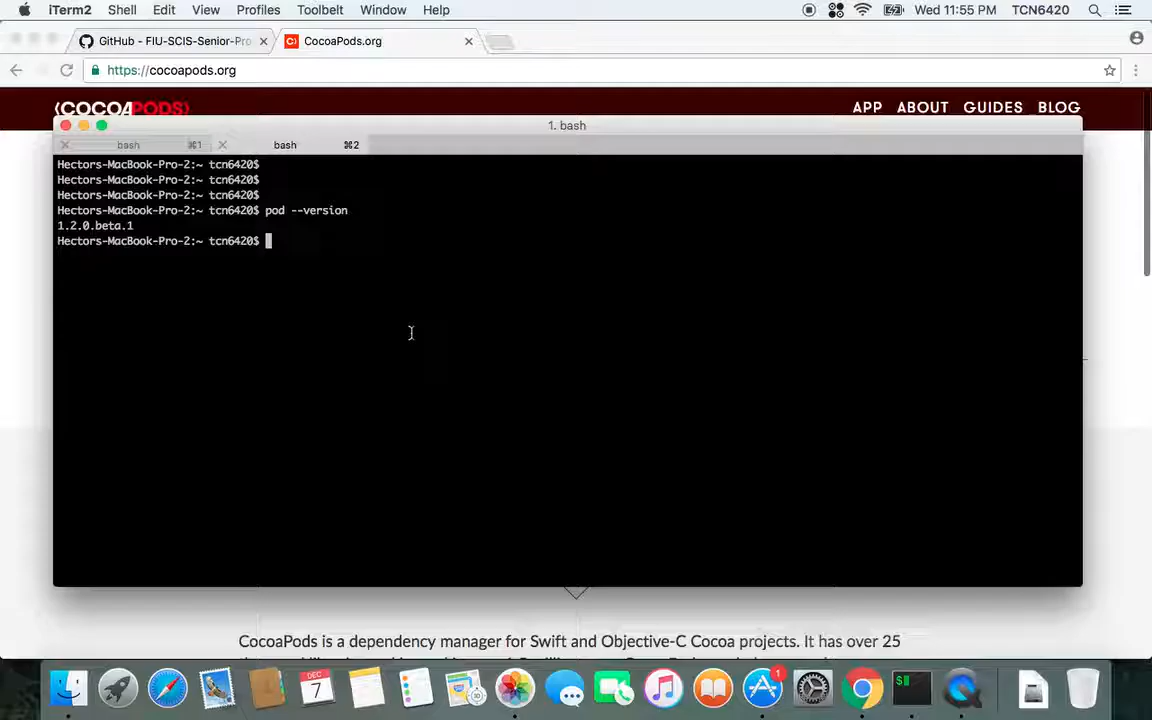 iTerm2 Shell Edit View Profiles Toolbelt Window Help Wed 11:55 PM TCN6420
GitHub - FIU-SCIS-Senior-Pro CocoaPods.org
https://cocoapods.org
COCOAPODS APP ABOUT GUIDES BLOG
1. bash
bash ⌘1 bash ⌘2
Hectors-MacBook-Pro-2:~ tcn6420$
Hectors-MacBook-Pro-2:~ tcn6420$
Hectors-MacBook-Pro-2:~ tcn6420$
Hectors-MacBook-Pro-2:~ tcn6420$ pod --version
1.2.0.beta.1
Hectors-MacBook-Pro-2:~ tcn6420$
CocoaPods is a dependency manager for Swift and Objective-C Cocoa projects. It has over 25
DEC
7
1
$